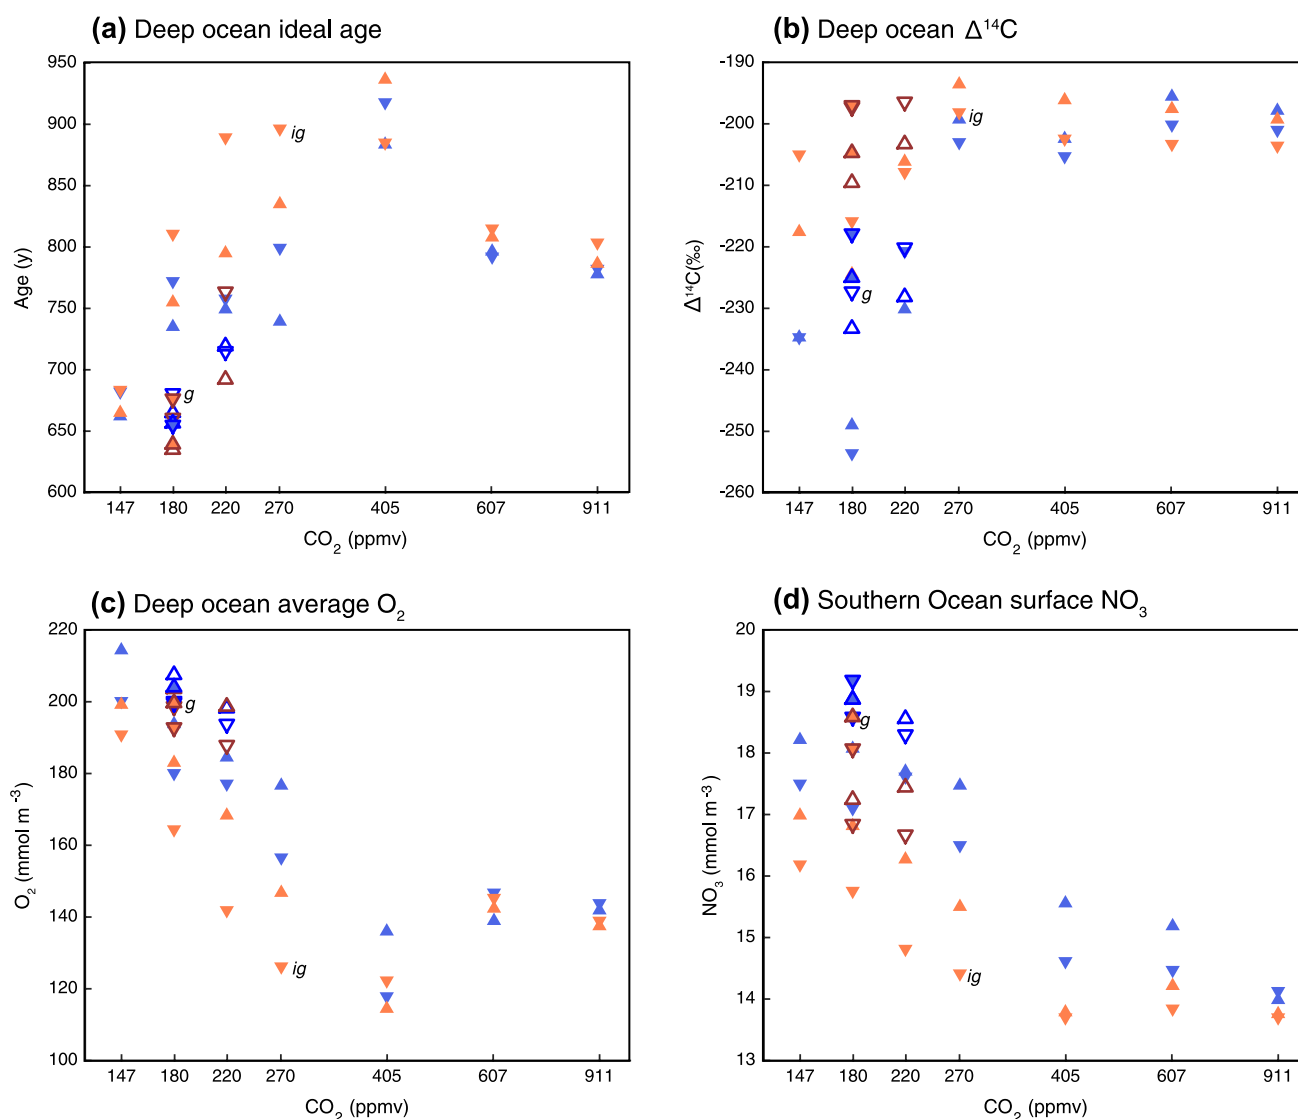 (a) Deep ocean ideal age
950
900
850
800
750
700
650
600
Age (y)
ig
g
147 180 220 270 405 607 911
CO2 (ppmv)
(b) Deep ocean Δ14C
-190
-200
-210
-220
-230
-240
-250
-260
Δ14C(‰)
ig
g
147 180 220 270 405 607 911
CO2 (ppmv)
(c) Deep ocean average O2
220
200
180
160
140
120
100
O2 (mmol m-3)
g
ig
147 180 220 270 405 607 911
CO2 (ppmv)
(d) Southern Ocean surface NO3
20
19
18
17
16
15
14
13
NO3 (mmol m-3)
g
ig
147 180 220 270 405 607 911
CO2 (ppmv)